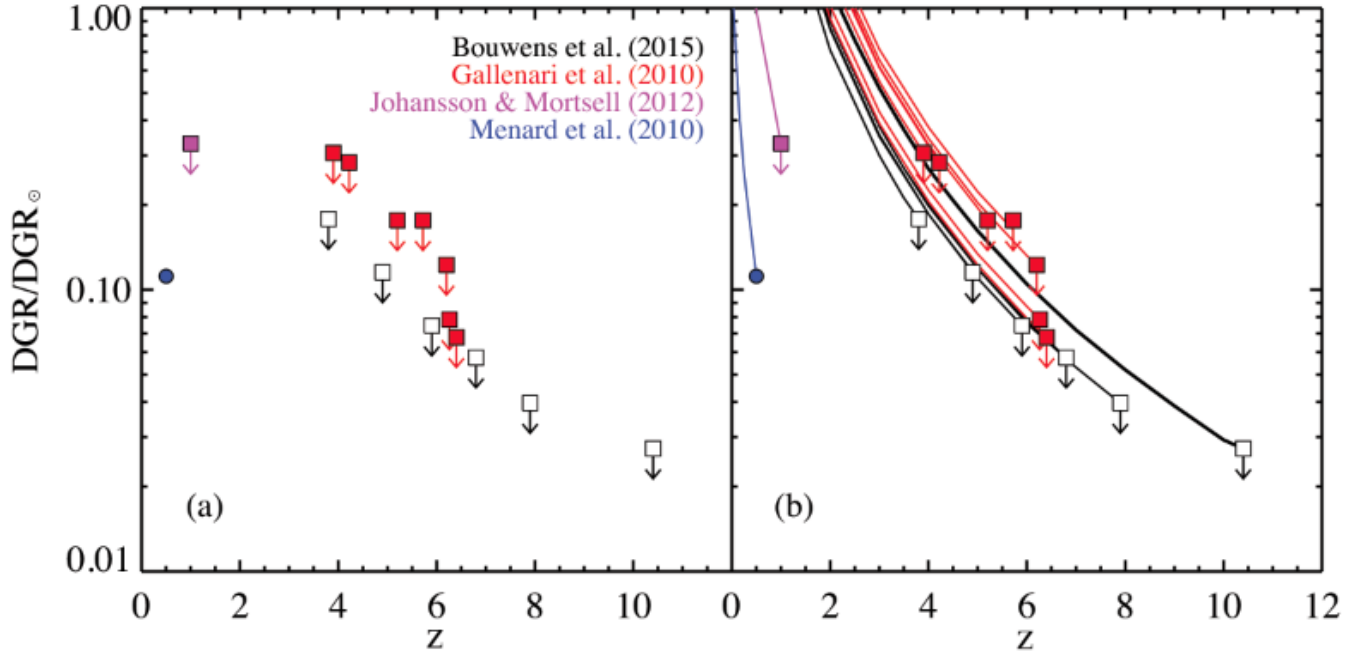 1.00
0.10
0.01
DGR/DGR☉
Bouwens et al. (2015)
Gallenari et al. (2010)
Johansson & Mortsell (2012)
Menard et al. (2010)
(a)
(b)
0 2 4 6 8 10 0 2 4 6 8 10 12
z z